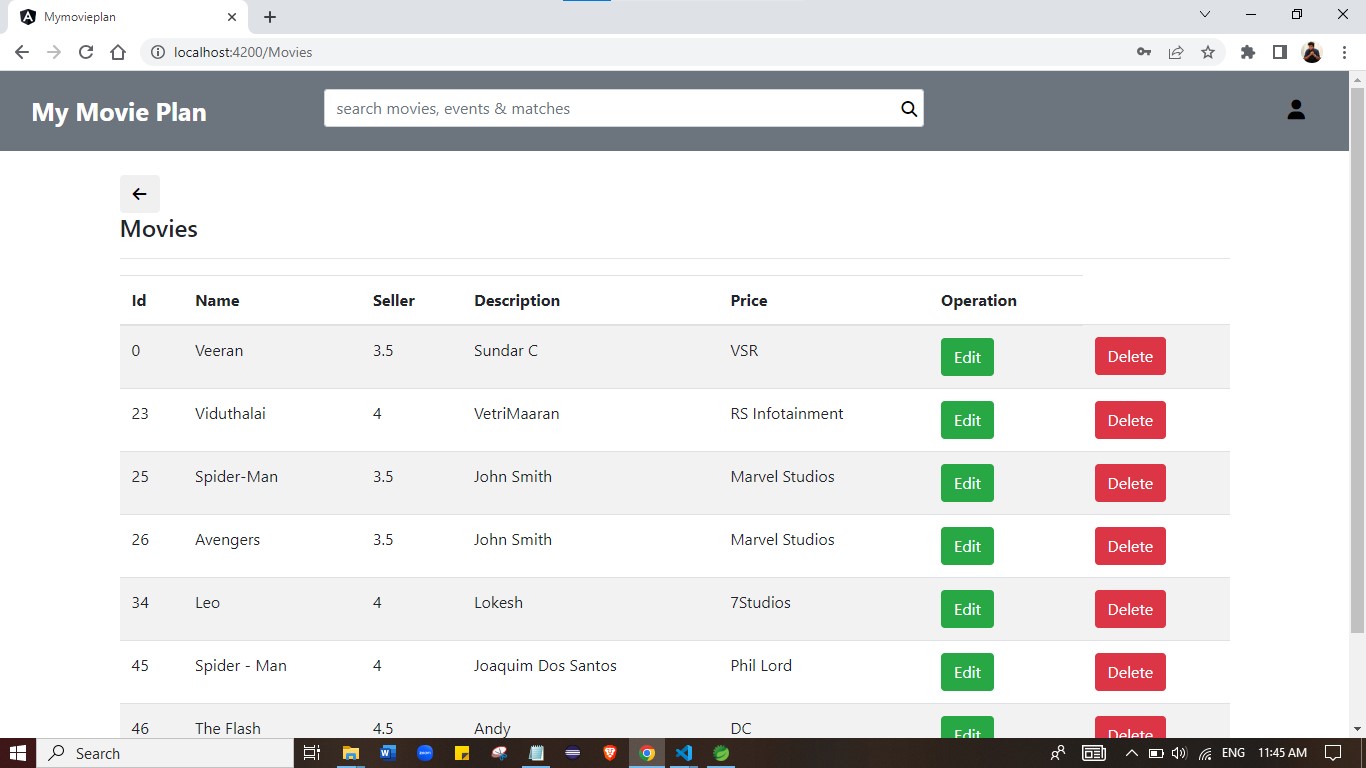 Mymovieplan
localhost:4200/Movies
My Movie Plan
search movies, events & matches
Movies
Id Name Seller Description Price Operation
0 Veeran 3.5 Sundar C VSR Edit Delete
23 Viduthalai 4 VetriMaaran RS Infotainment Edit Delete
25 Spider-Man 3.5 John Smith Marvel Studios Edit Delete
26 Avengers 3.5 John Smith Marvel Studios Edit Delete
34 Leo 4 Lokesh 7Studios Edit Delete
45 Spider - Man 4 Joaquim Dos Santos Phil Lord Edit Delete
46 The Flash 4.5 Andy DC Edit Delete
Search ENG 11:45 AM